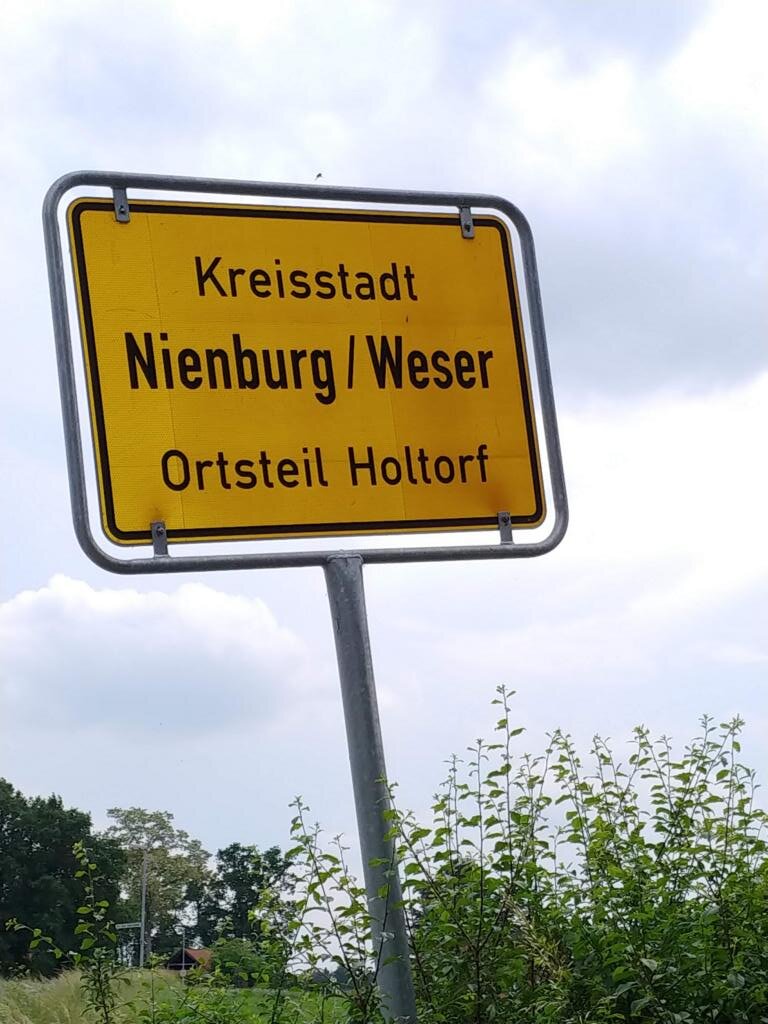 Kreisstadt
Nienburg/Weser
Ortsteil Holtorf